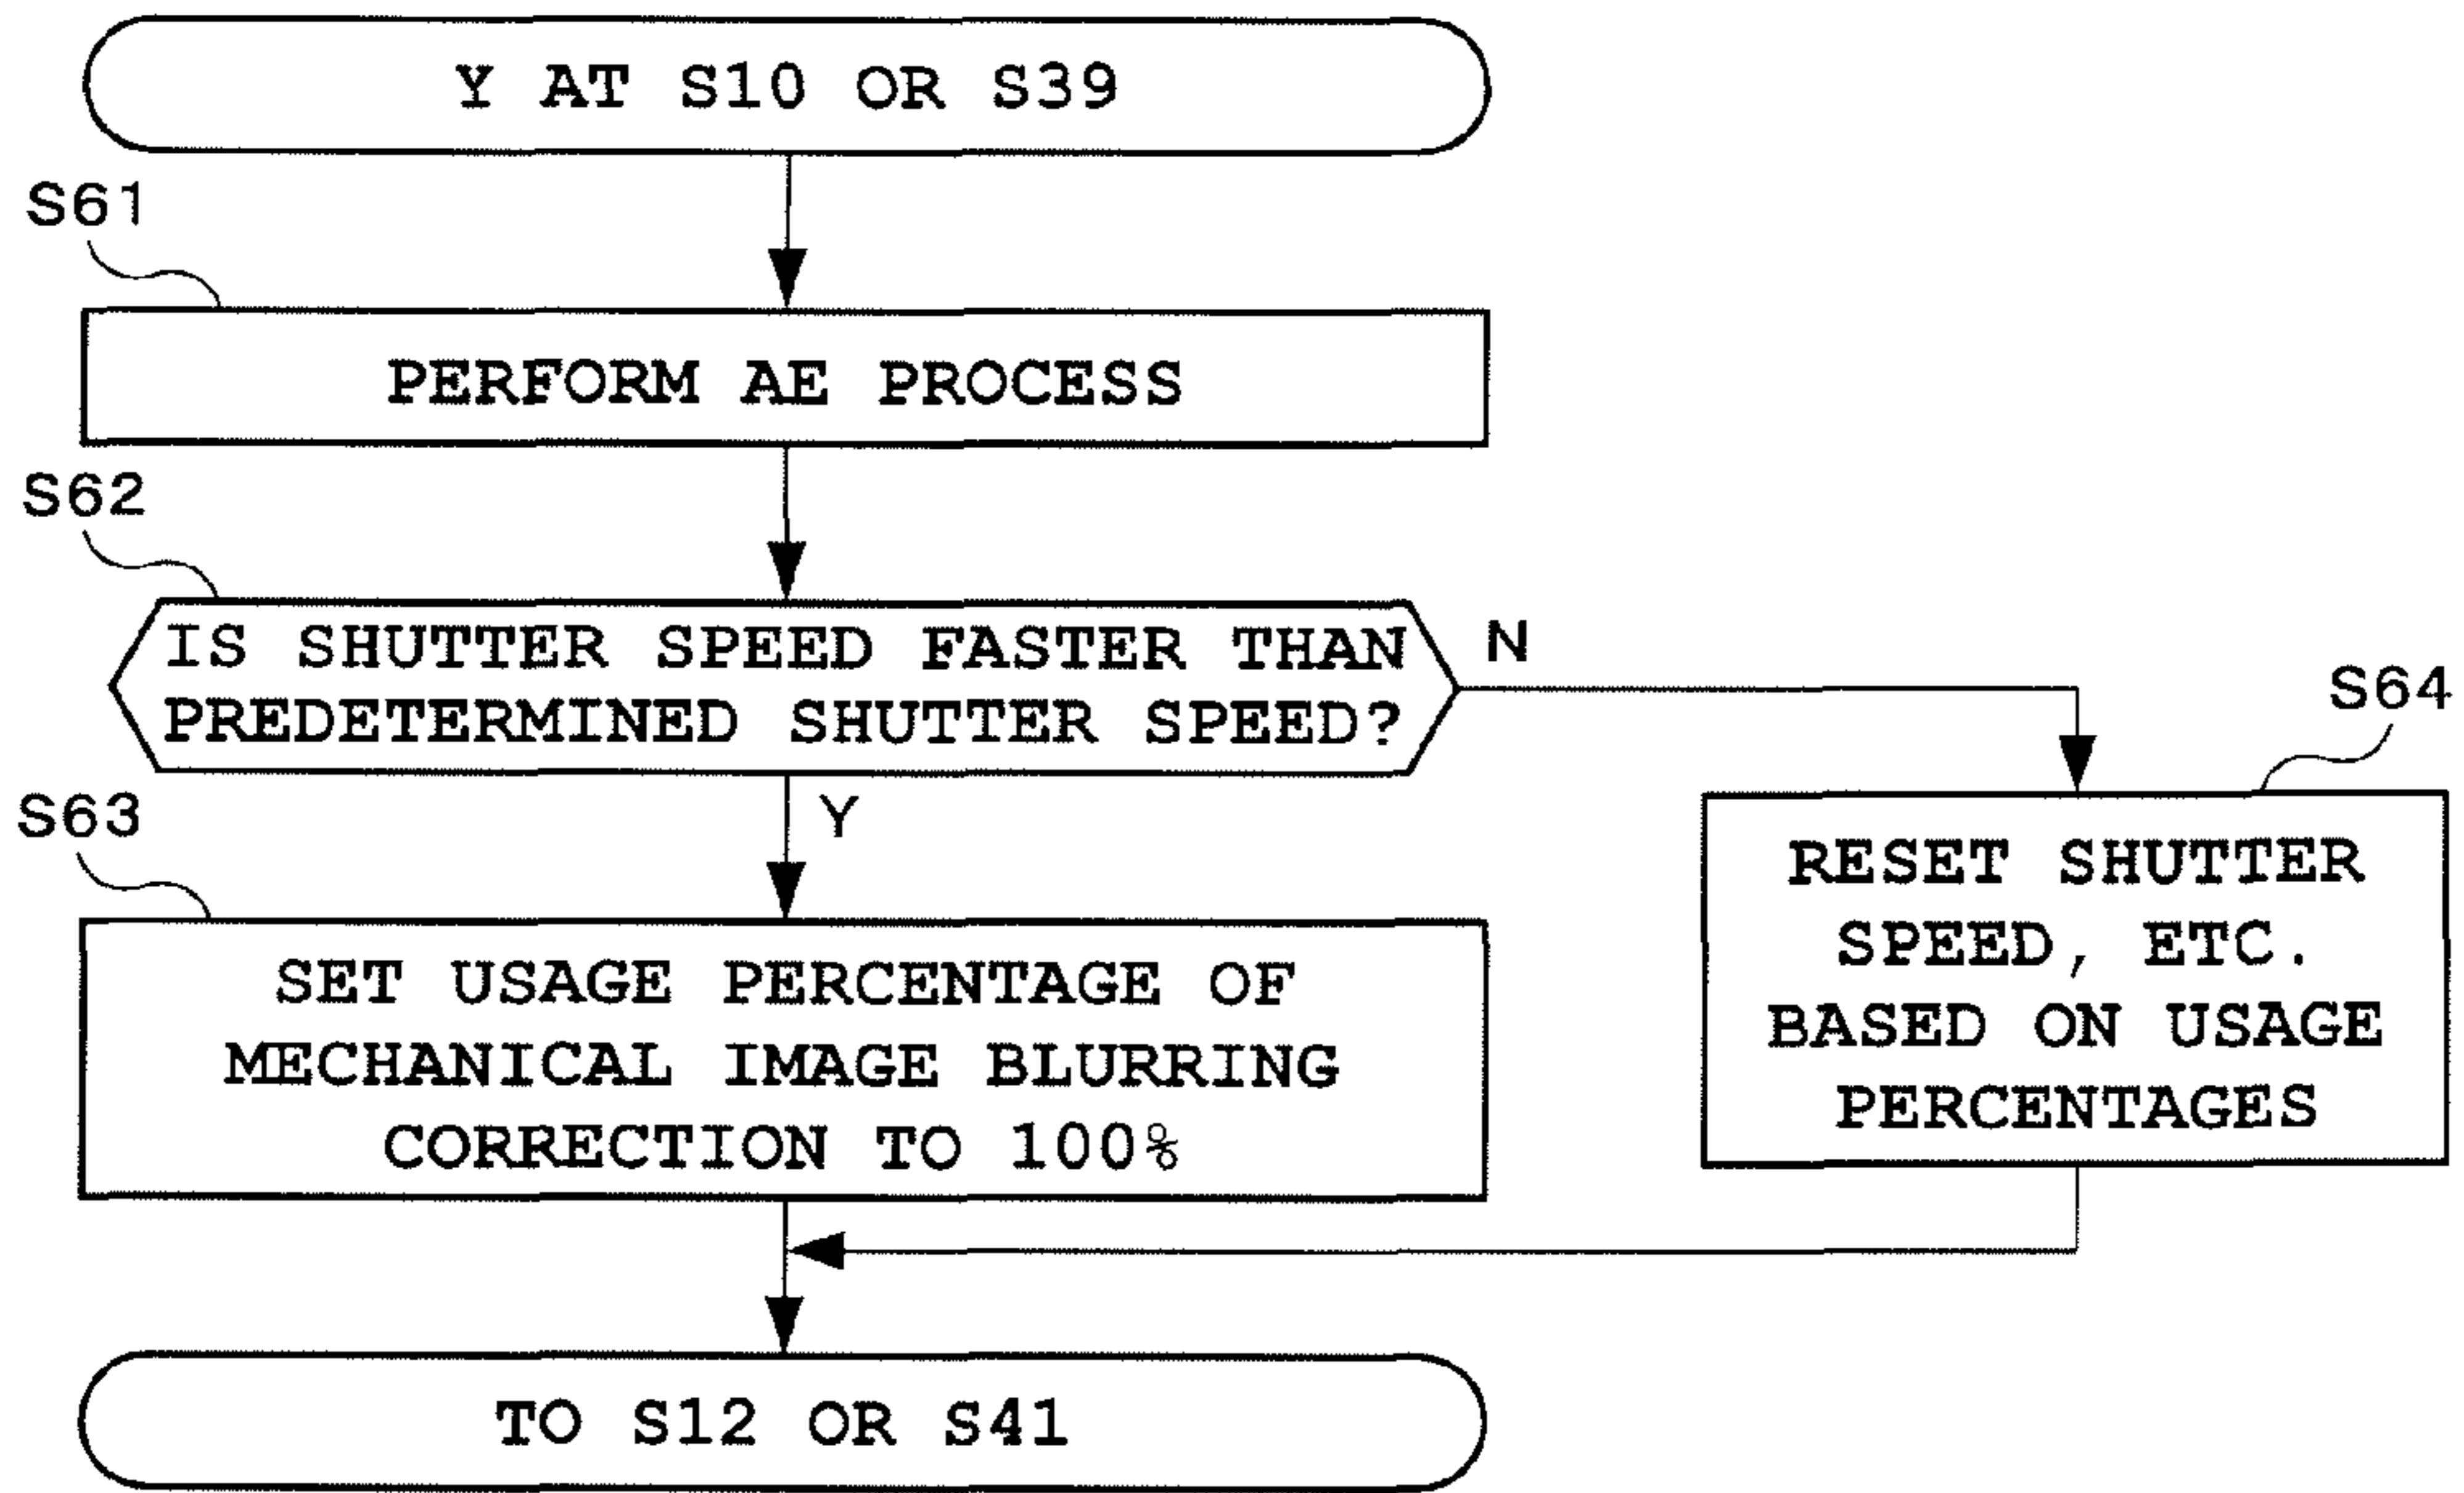 Y AT S10 OR S39
S61
PERFORM AE PROCESS
S62
IS SHUTTER SPEED FASTER THAN
PREDETERMINED SHUTTER SPEED?
N
Y
S64
RESET SHUTTER
SPEED, ETC.
BASED ON USAGE
PERCENTAGES
S63
SET USAGE PERCENTAGE OF
MECHANICAL IMAGE BLURRING
CORRECTION TO 100%
TO S12 OR S41